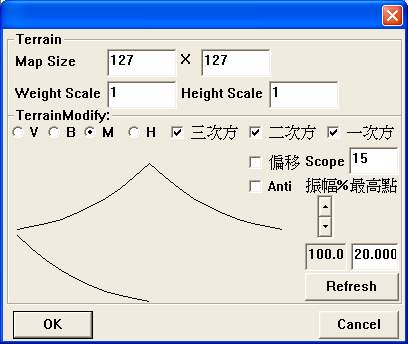 Terrain
Map Size 127 X 127
Weight Scale 1 Height Scale 1
TerrainModify:
V B M H 三次方 二次方 一次方
偏移 Scope 15
Anti 振幅% 最高點
100.0 20.000
Refresh
OK Cancel